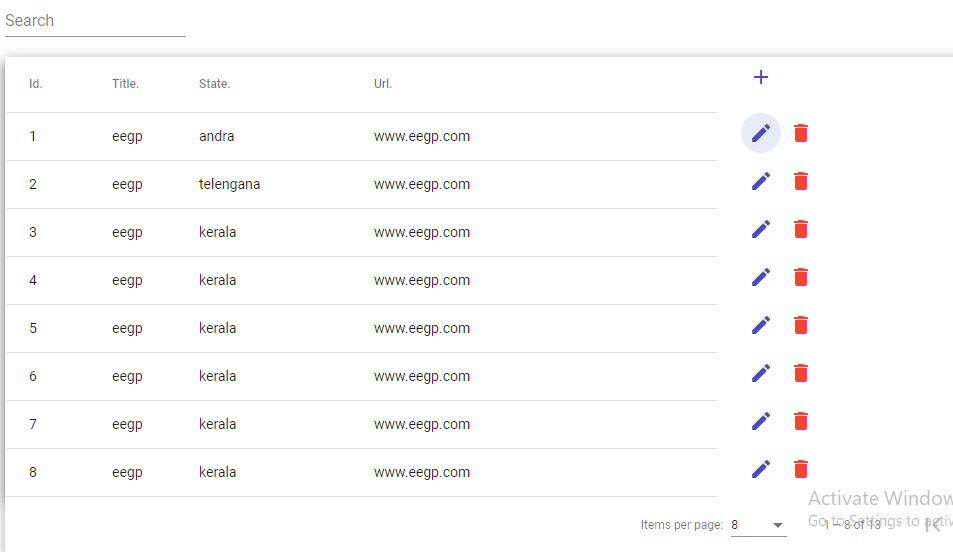 Search
Id. Title. State. Url.
1 eegp andra www.eegp.com
2 eegp telengana www.eegp.com
3 eegp kerala www.eegp.com
4 eegp kerala www.eegp.com
5 eegp kerala www.eegp.com
6 eegp kerala www.eegp.com
7 eegp kerala www.eegp.com
8 eegp kerala www.eegp.com
Activate Window
Items per page: 8 1 – 8 of 13
Go to Settings to activ